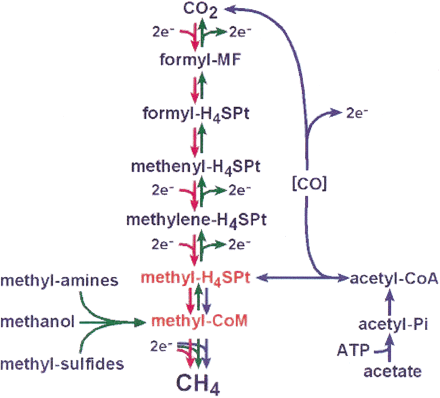 CO₂
2e⁻ 2e⁻
formyl-MF
formyl-H₄SPt
2e⁻
methenyl-H₄SPt
[CO]
2e⁻ 2e⁻
methylene-H₄SPt
2e⁻ 2e⁻
methyl-amines
methyl-H₄SPt
acetyl-CoA
methanol
methyl-CoM
acetyl-Pi
methyl-sulfides
2e⁻
ATP
CH₄
acetate